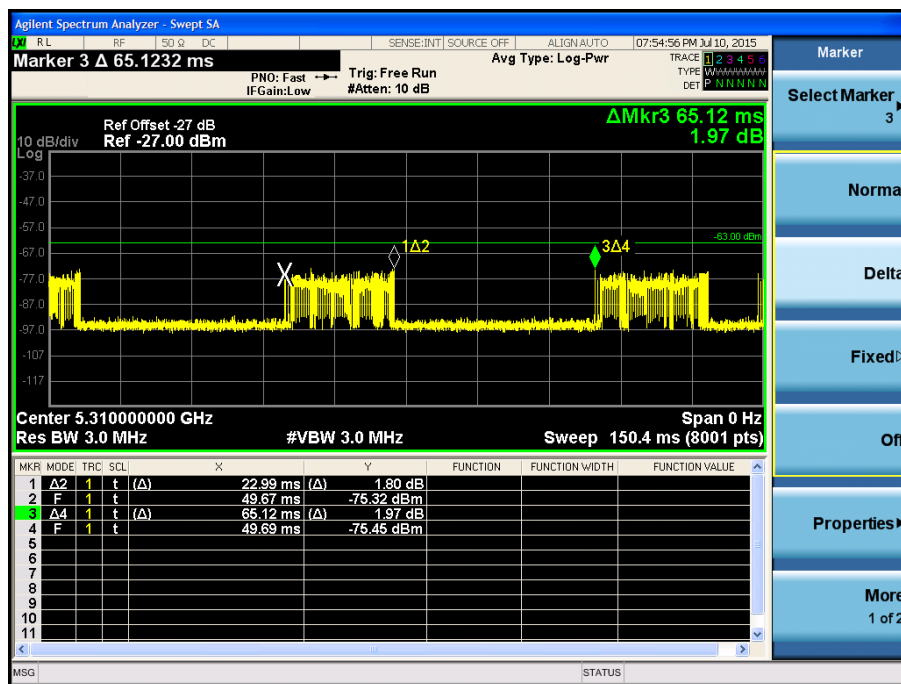 Agilent Spectrum Analyzer - Swept SA
LXI RL RF 50 Ω DC SENSE:INT SOURCE OFF ALIGN AUTO 07:54:56 PM Jul 10, 2015
Marker 3 Δ 65.1232 ms
PNO: Fast
IFGain:Low
Trig: Free Run
#Atten: 10 dB
Avg Type: Log-Pwr
TRACE 1 2 3 4 5 6
TYPE WWWWWW
DET P N N N N N
ΔMkr3 65.12 ms
1.97 dB
Ref Offset -27 dB
10 dB/div Ref -27.00 dBm
Log
-37.0
-47.0
-57.0
-63.00 dBm
1Δ2
3Δ4
-67.0
X
-77.0
-87.0
-97.0
-107
-117
Center 5.310000000 GHz Span 0 Hz
Res BW 3.0 MHz #VBW 3.0 MHz Sweep 150.4 ms (8001 pts)
MKR MODE TRC SCL X Y FUNCTION FUNCTION WIDTH FUNCTION VALUE
1 Δ2 1 t (Δ) 22.99 ms (Δ) 1.80 dB
2 F 1 t 49.67 ms -75.32 dBm
3 Δ4 1 t (Δ) 65.12 ms (Δ) 1.97 dB
4 F 1 t 49.69 ms -75.45 dBm
5
6
7
8
9
10
11
MSG STATUS
Marker
Select Marker
3
Norma
Delta
Fixed
Of
Properties
More
1 of 2